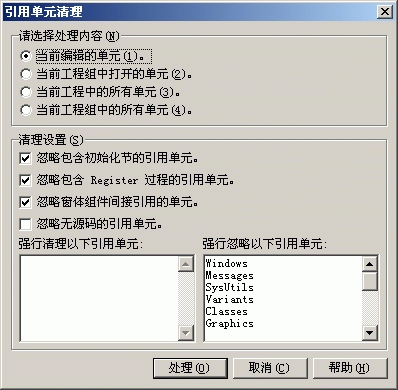 引用单元清理
请选择处理内容(N)
当前编辑的单元(1)。
当前工程组中打开的单元(2)。
当前工程中的所有单元(3)。
当前工程组中的所有单元(4)。
清理设置(S)
忽略包含初始化节的引用单元。
忽略包含 Register 过程的引用单元。
忽略窗体组件间接引用的单元。
忽略无源码的引用单元。
强行清理以下引用单元:
强行忽略以下引用单元:
Windows
Messages
SysUtils
Variants
Classes
Graphics
处理(O)
取消(C)
帮助(H)